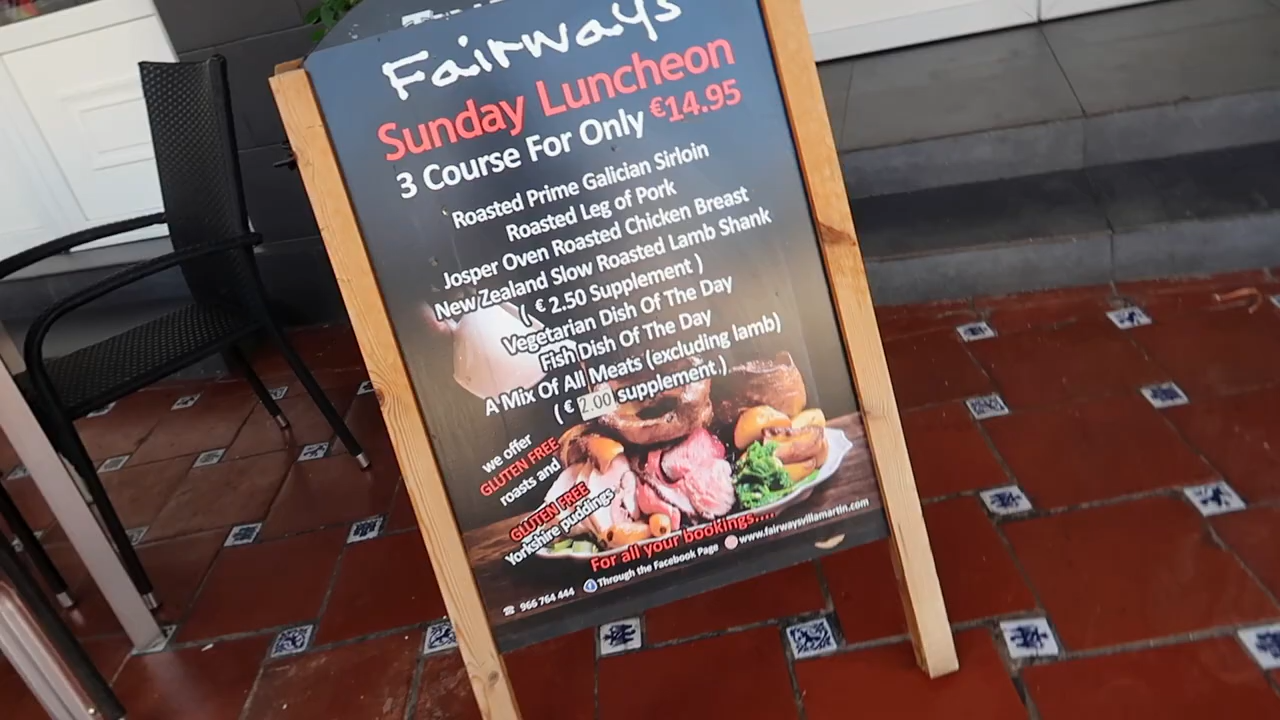 Fairways
Sunday Luncheon
3 Course For Only €14.95
Roasted Prime Galician Sirloin
Roasted Leg of Pork
Josper Oven Roasted Chicken Breast
New Zealand Slow Roasted Lamb Shank
( € 2.50 Supplement )
Vegetarian Dish Of The Day
Fish Dish Of The Day
A Mix Of All Meats (excluding lamb)
( € 2.00 supplement.)
we offer
GLUTEN FREE
roasts and
GLUTEN FREE
Yorkshire puddings
For all your bookings....
966 764 444 Through the Facebook Page www.fairwaysvillamartin.com